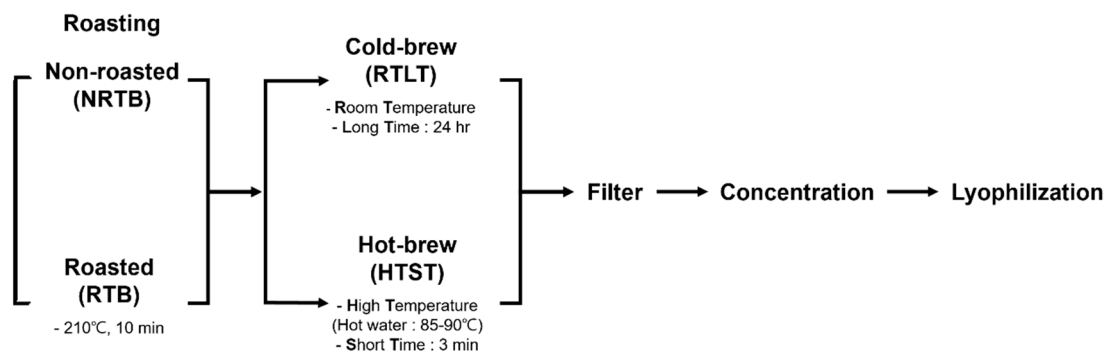 Roasting
Non-roasted
(NRTB)
Roasted
(RTB)
- 210℃, 10 min
Cold-brew
(RTLT)
- Room Temperature
- Long Time : 24 hr
Hot-brew
(HTST)
- High Temperature
(Hot water : 85-90℃)
- Short Time : 3 min
Filter
Concentration
Lyophilization